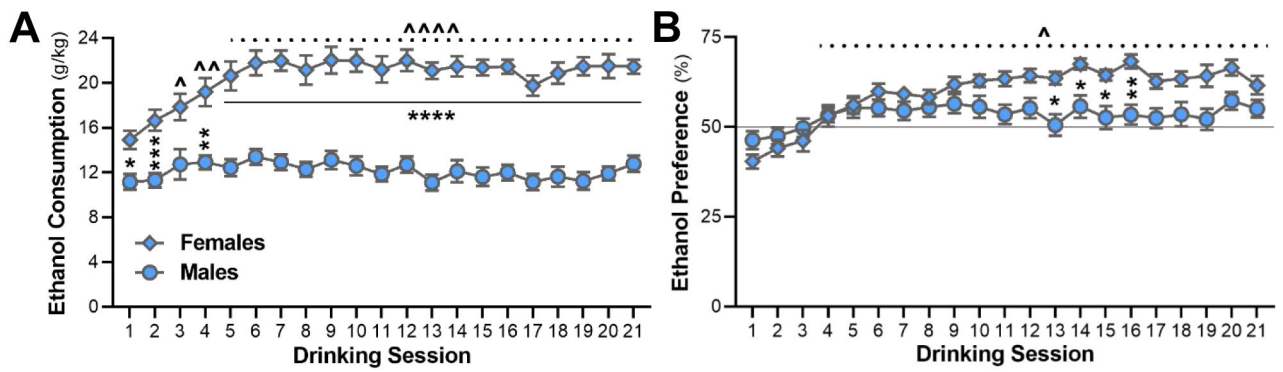 A
Ethanol Consumption (g/kg)
24
20
16
12
8
4
0
^
^^
^^^^
*
***
**
****
Females
Males
1 2 3 4 5 6 7 8 9 10 11 12 13 14 15 16 17 18 19 20 21
Drinking Session
B
Ethanol Preference (%)
75
50
25
0
^
*
*
*
**
1 2 3 4 5 6 7 8 9 10 11 12 13 14 15 16 17 18 19 20 21
Drinking Session